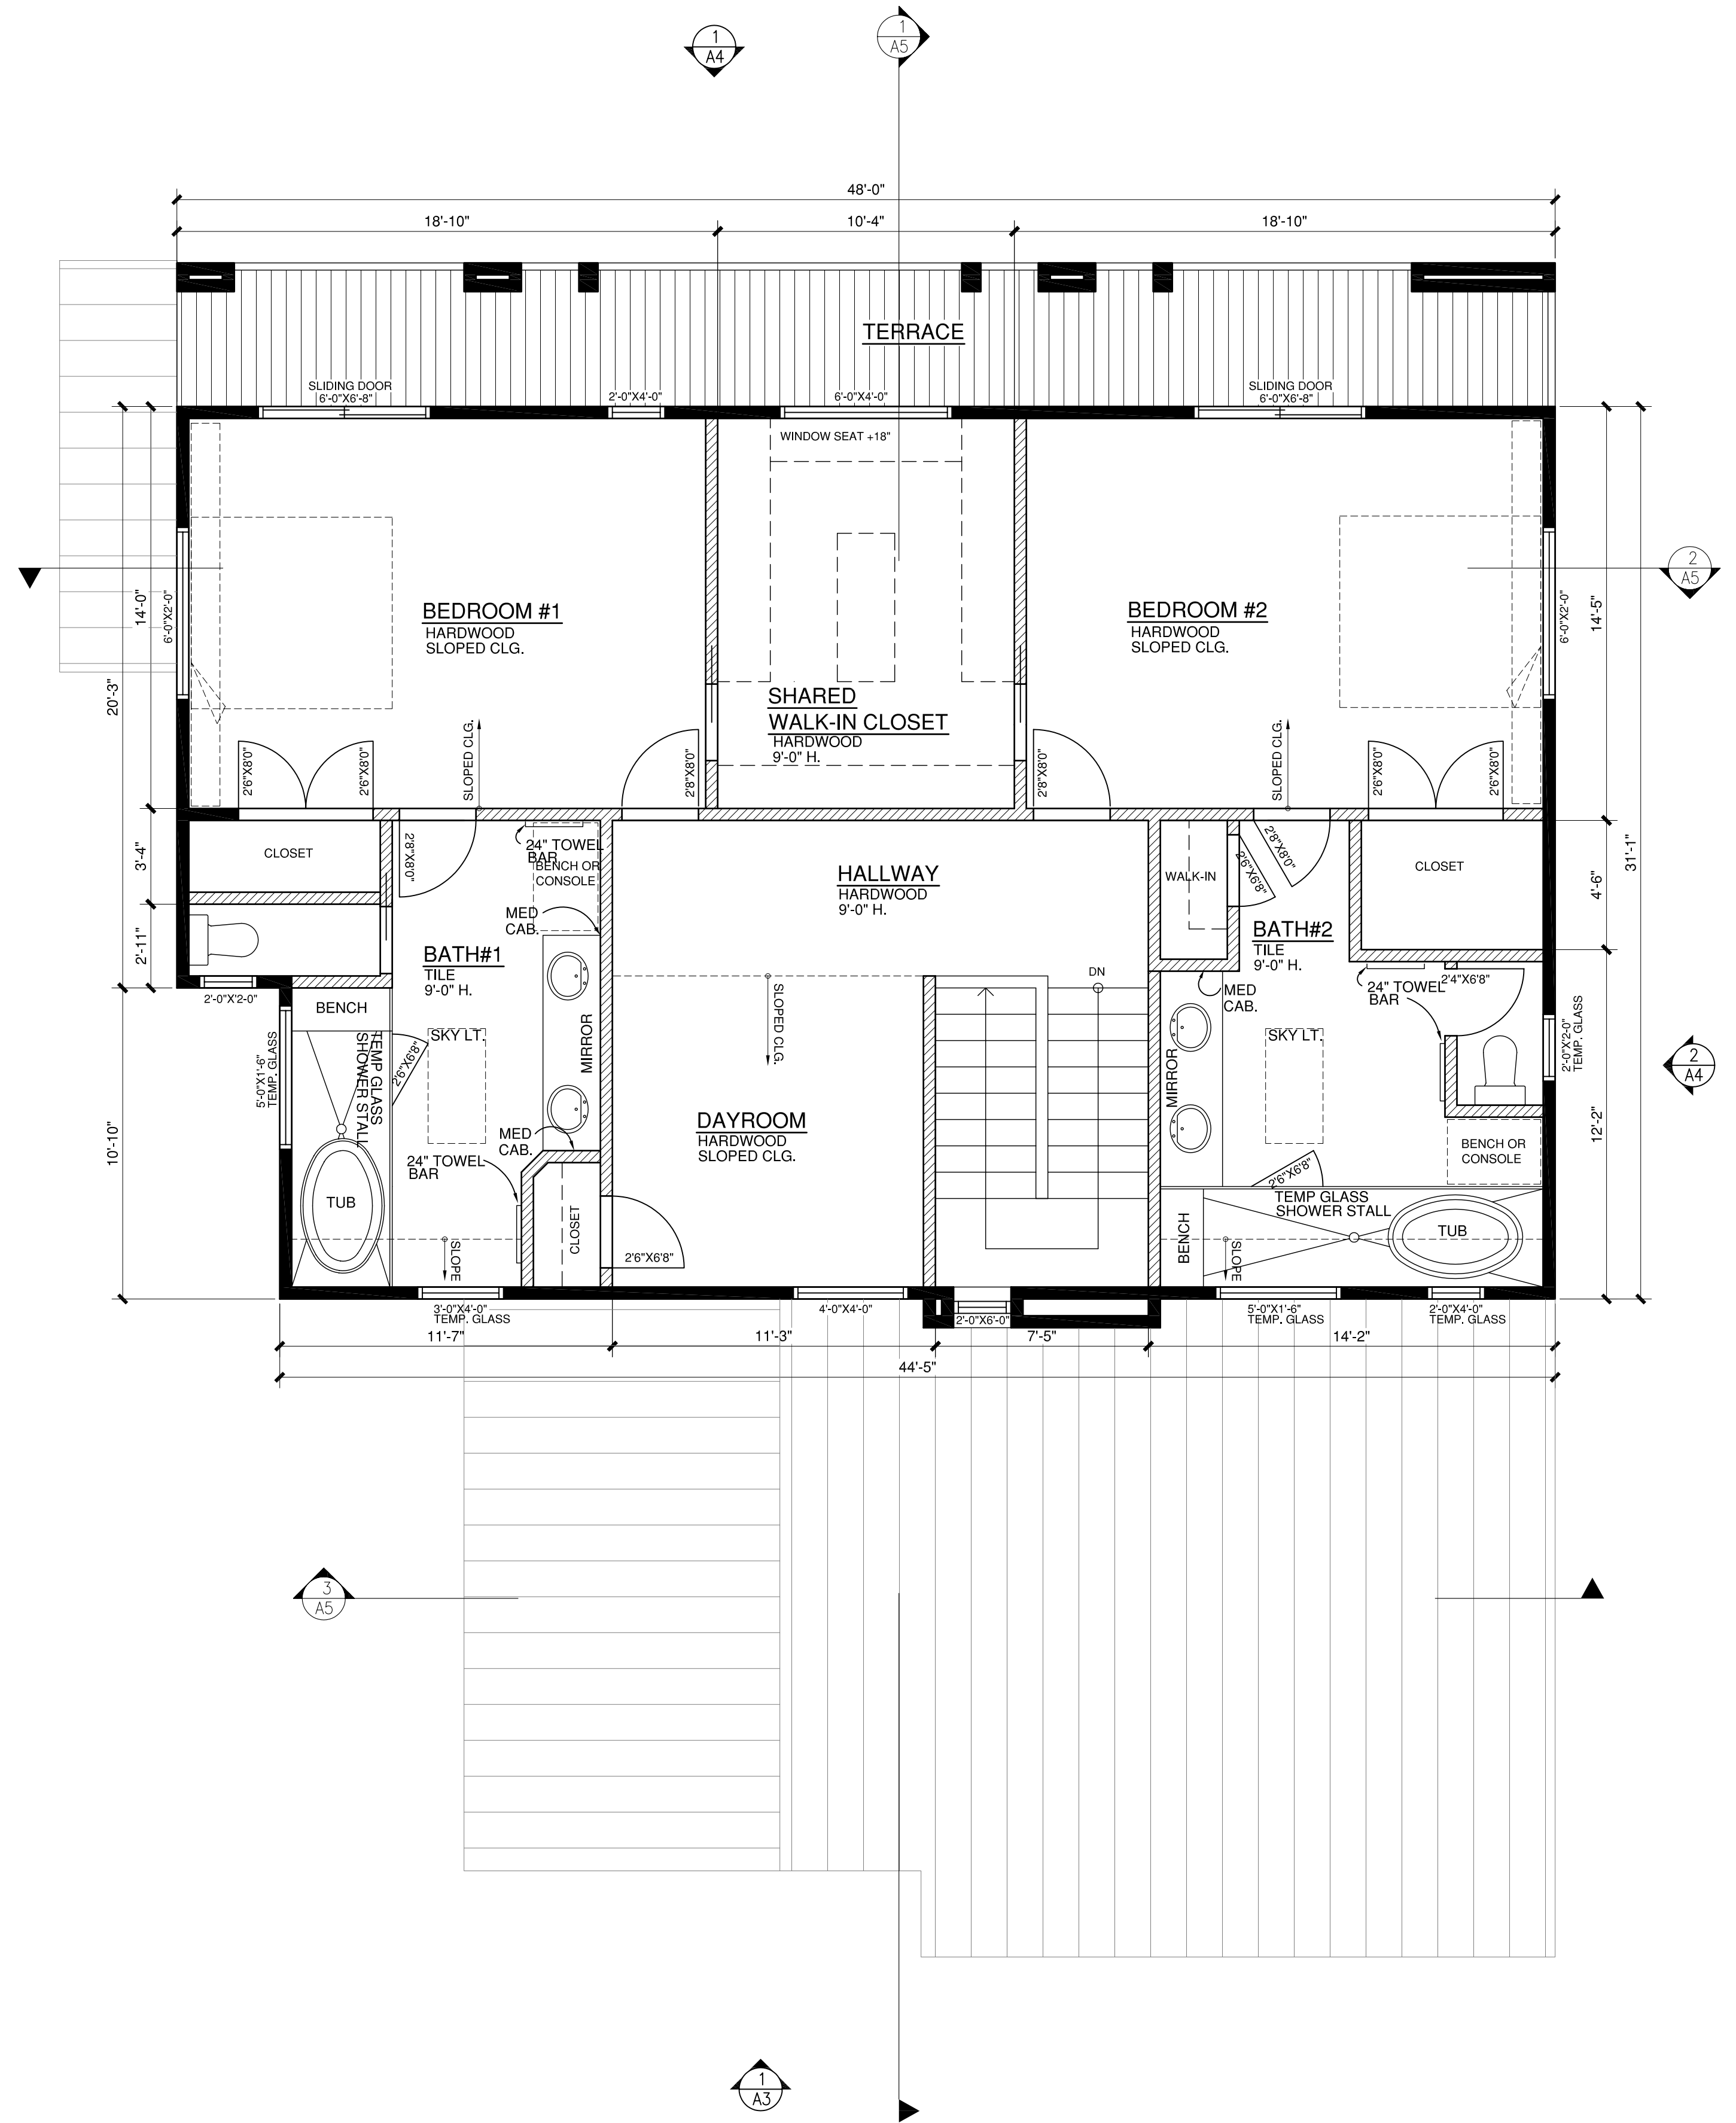 1
A4
1
A5
48'-0"
18'-10"
10'-4"
18'-10"
TERRACE
SLIDING DOOR
6'-0"X6'-8"
2'-0"X4'-0"
6'-0"X4'-0"
SLIDING DOOR
6'-0"X6'-8"
WINDOW SEAT +18"
14'-0"
6'-0"X2'-0"
20'-3"
BEDROOM #1
HARDWOOD
SLOPED CLG.
BEDROOM #2
HARDWOOD
SLOPED CLG.
2
A5
6'-0"X2'-0"
14'-5"
SHARED
WALK-IN CLOSET
HARDWOOD
9'-0" H.
2'6"X8'0"
2'6"X8'0"
SLOPED CLG.
2'8"X8'0"
2'8"X8'0"
SLOPED CLG.
2'6"X8'0"
2'6"X8'0"
3'-4"
CLOSET
2'8"X8'0"
24" TOWEL
BAR
BENCH OR
CONSOLE
HALLWAY
HARDWOOD
9'-0" H.
WALK-IN
2'6"X6'8"
2'8"X8'0"
CLOSET
4'-6"
31'-1"
MED
CAB.
2'-11"
BATH#1
TILE
9'-0" H.
BATH#2
TILE
9'-0" H.
2'-0"X'2-0"
BENCH
SLOPED CLG.
DN
MED
CAB.
24" TOWEL
BAR
2'4"X6'8"
5'-0"X1'-6"
TEMP. GLASS
TEMP GLASS
SHOWER STALL
2'6"X6'8"
SKY LT.
MIRROR
MIRROR
SKY LT.
2'-0"X'2-0"
TEMP. GLASS
2
A4
10'-10"
DAYROOM
HARDWOOD
SLOPED CLG.
MED
CAB.
24" TOWEL
BAR
BENCH OR
CONSOLE
12'-2"
2'6"X6'8"
TEMP GLASS
SHOWER STALL
TUB
CLOSET
SLOPE
2'6"X6'8"
BENCH
SLOPE
TUB
3'-0"X4'-0"
TEMP. GLASS
4'-0"X4'-0"
2'-0"X6'-0"
5'-0"X1'-6"
TEMP. GLASS
2'-0"X4'-0"
TEMP. GLASS
11'-7"
11'-3"
7'-5"
14'-2"
44'-5"
3
A5
1
A3